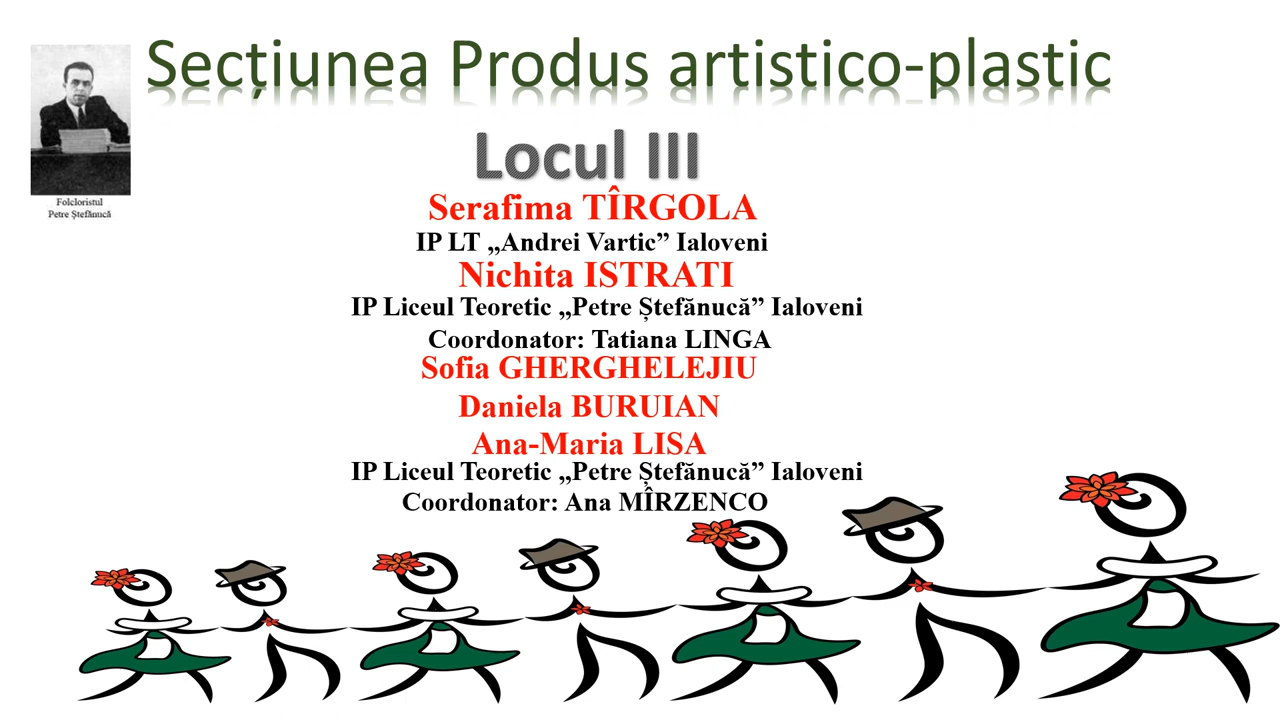 Secțiunea Produs artistico-plastic
Folcloristul
Petre Ștefănucă
Locul III
Serafima TÎRGOLA
IP LT „Andrei Vartic” Ialoveni
Nichita ISTRATI
IP Liceul Teoretic „Petre Ștefănucă” Ialoveni
Coordonator: Tatiana LINGA
Sofia GHERGHELEJIU
Daniela BURUIAN
Ana-Maria LISA
IP Liceul Teoretic „Petre Ștefănucă” Ialoveni
Coordonator: Ana MÎRZENCO